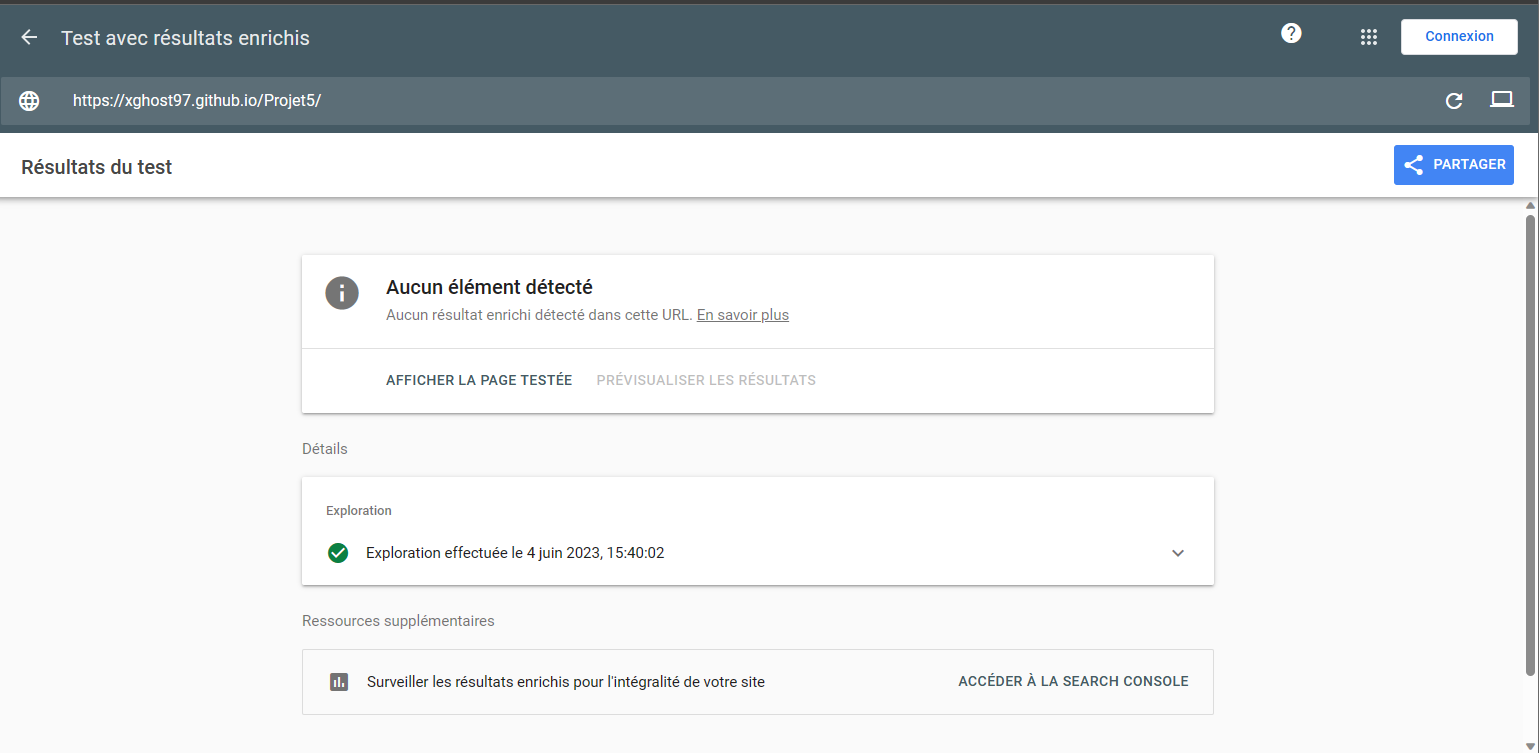 Test avec résultats enrichis
?
Connexion
https://xghost97.github.io/Projet5/
Résultats du test
PARTAGER
Aucun élément détecté
Aucun résultat enrichi détecté dans cette URL. En savoir plus
AFFICHER LA PAGE TESTÉE PRÉVISUALISER LES RÉSULTATS
Détails
Exploration
Exploration effectuée le 4 juin 2023, 15:40:02
Ressources supplémentaires
Surveiller les résultats enrichis pour l'intégralité de votre site ACCÉDER À LA SEARCH CONSOLE